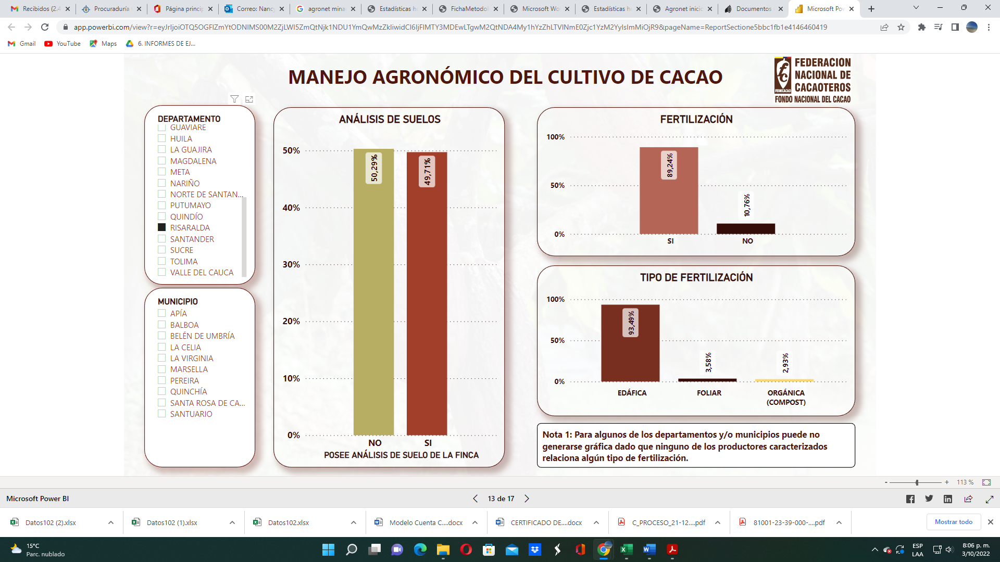 Recibidos (2.4
Procuraduría
Página princip
Correo: Nanc
agronet mina
Estadísticas h
FichaMetodol
Microsoft Wo
Estadísticas h
Agronet inici
Documentos
Microsoft Po
app.powerbi.com/view?r=eyJrIjoiOTQ5OGFlZmYtODNlMS00M2ZjLWI5ZmQtNjk1NDU1YmQwMzZkIiwidCI6IjFlMTY3MDEwLTgwM2QtNDA4My1hYzZhLTVlNmE0Zjc1YzM2YyIsImMiOjR9&pageName=ReportSectione5bbc1fb1e4146460419
Gmail
YouTube
Maps
6. INFORMES DE EJ...
MANEJO AGRONÓMICO DEL CULTIVO DE CACAO
FEDECACAO
FEDERACION
NACIONAL DE
CACAOTEROS
FONDO NACIONAL DEL CACAO
DEPARTAMENTO
GUAVIARE
HUILA
LA GUAJIRA
MAGDALENA
META
NARIÑO
NORTE DE SANTAN...
PUTUMAYO
QUINDÍO
RISARALDA
SANTANDER
SUCRE
TOLIMA
VALLE DEL CAUCA
MUNICIPIO
APÍA
BALBOA
BELÉN DE UMBRÍA
LA CELIA
LA VIRGINIA
MARSELLA
PEREIRA
QUINCHÍA
SANTA ROSA DE CA...
SANTUARIO
ANÁLISIS DE SUELOS
50%
40%
30%
20%
10%
0%
50,29%
49,71%
NO
SI
POSEE ANÁLISIS DE SUELO DE LA FINCA
FERTILIZACIÓN
100%
50%
0%
89,24%
10,76%
SI
NO
TIPO DE FERTILIZACIÓN
100%
50%
0%
93,49%
3,58%
2,93%
EDÁFICA
FOLIAR
ORGÁNICA
(COMPOST)
Nota 1: Para algunos de los departamentos y/o municipios puede no
generarse gráfica dado que ninguno de los productores caracterizados
relaciona algún tipo de fertilización.
- + 113 %
Microsoft Power BI
13 de 17
Datos102 (2).xlsx
Datos102 (1).xlsx
Datos102.xlsx
Modelo Cuenta C....docx
CERTIFICADO DE....docx
C_PROCESO_21-12....pdf
81001-23-39-000-....pdf
Mostrar todo
15°C
Parc. nublado
ESP
LAA
8:06 p. m.
3/10/2022